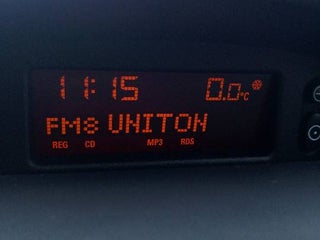 11:15 0.0°C
FM8 UNITON
REG CD MP3 RDS